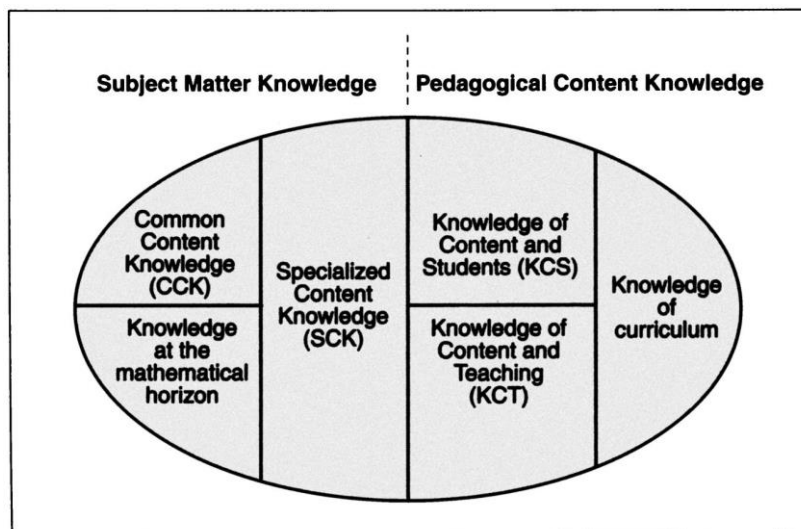 Subject Matter Knowledge
Pedagogical Content Knowledge
Common
Content
Knowledge
(CCK)
Knowledge
at the
mathematical
horizon
Specialized
Content
Knowledge
(SCK)
Knowledge of
Content and
Students (KCS)
Knowledge of
Content and
Teaching
(KCT)
Knowledge
of
curriculum